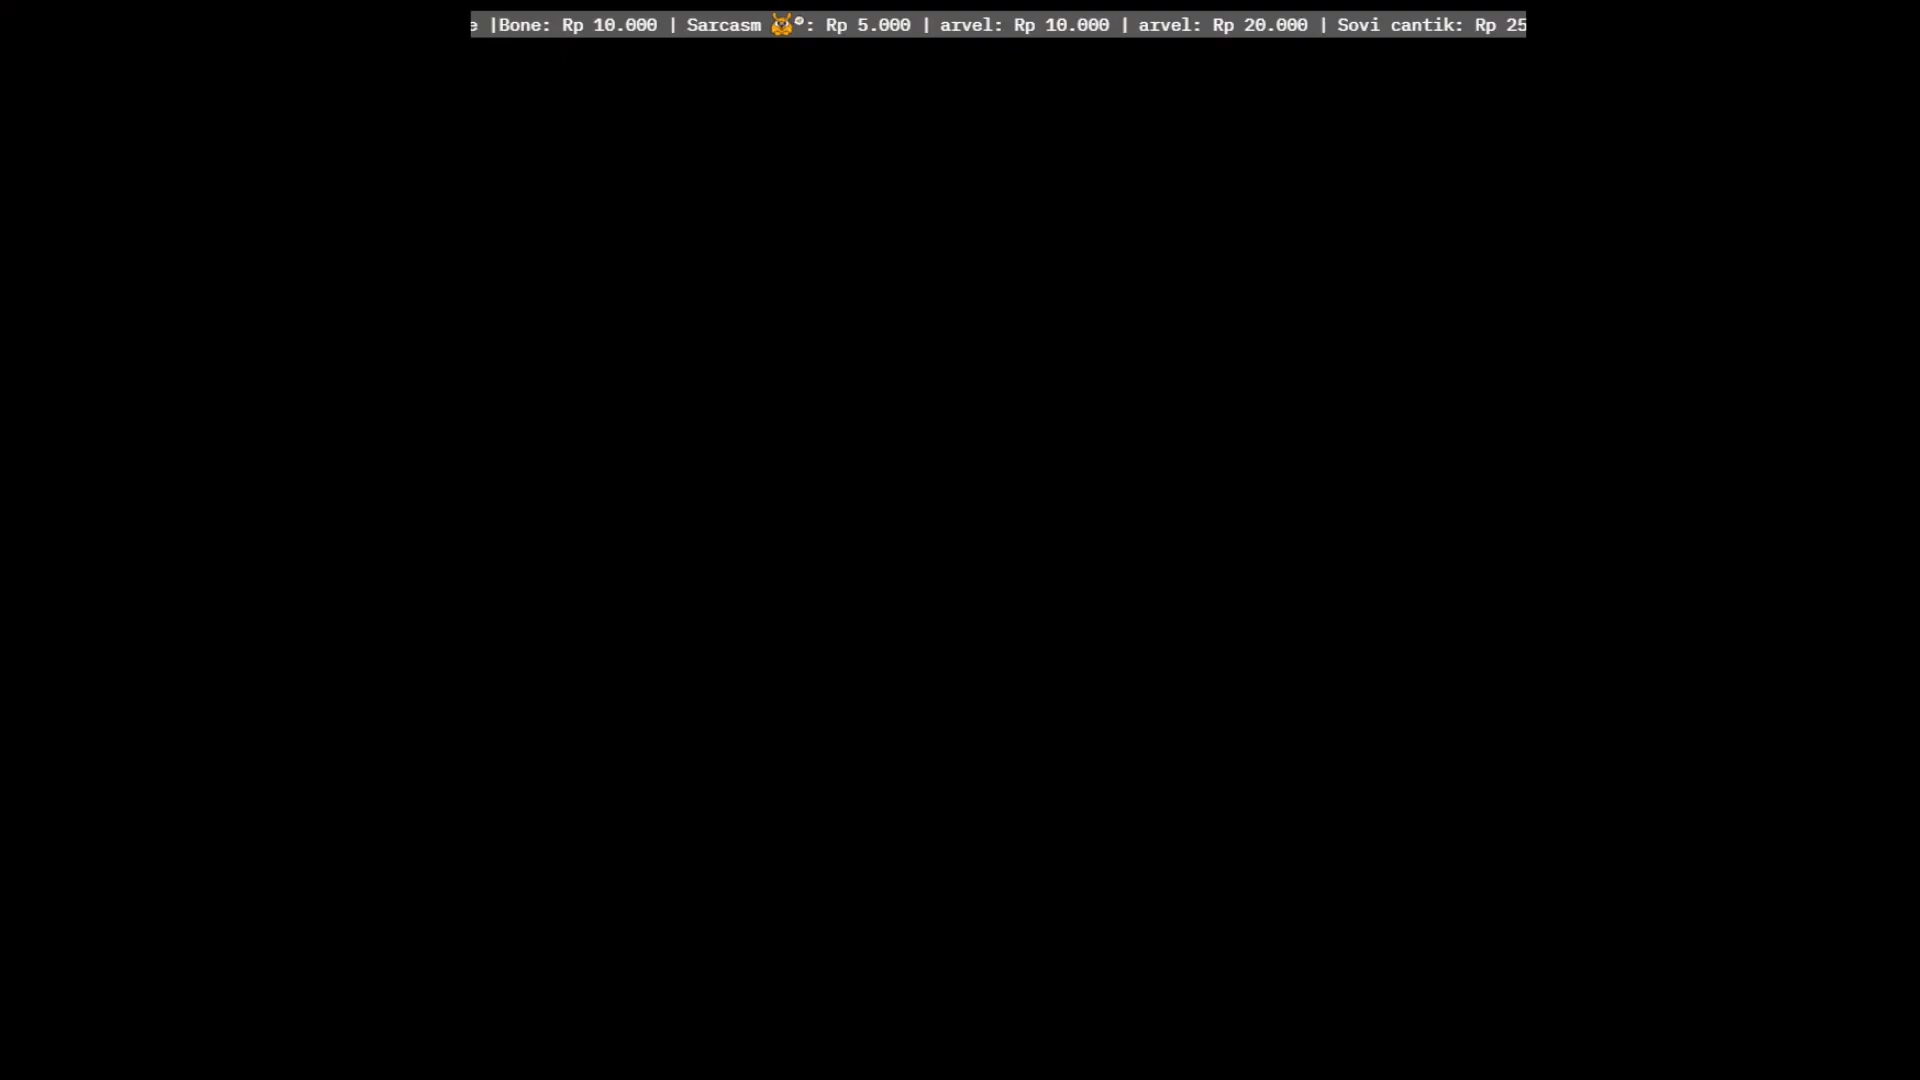 e |Bone: Rp 10.000 | Sarcasm : Rp 5.000 | arvel: Rp 10.000 | arvel: Rp 20.000 | Sovi cantik: Rp 25